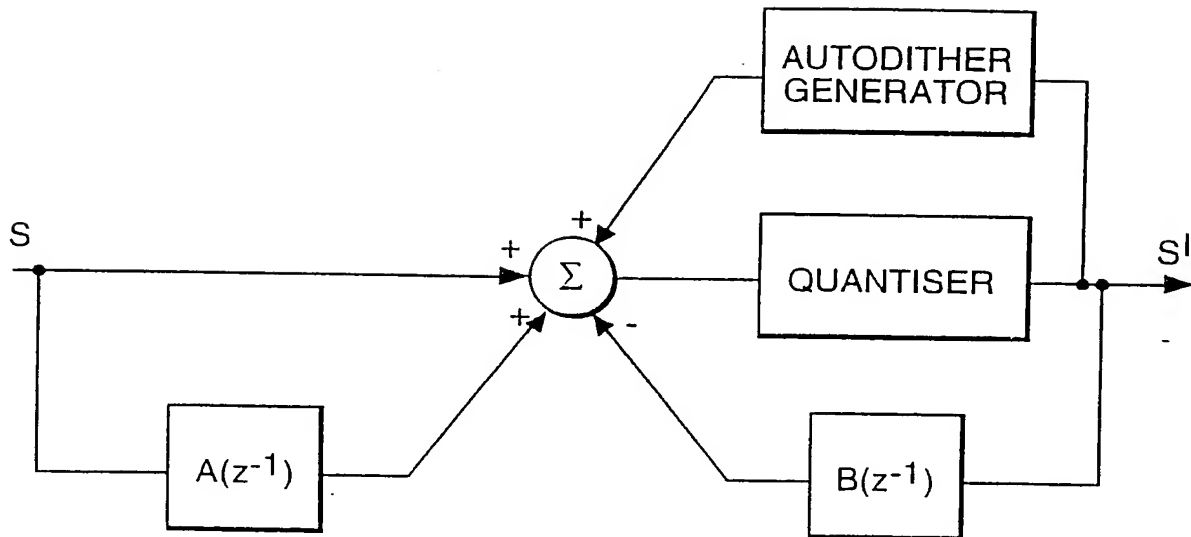 AUTODITHER
GENERATOR
+
S
+
Σ
QUANTISER
S'
+
-
-
A(z⁻¹)
B(z⁻¹)